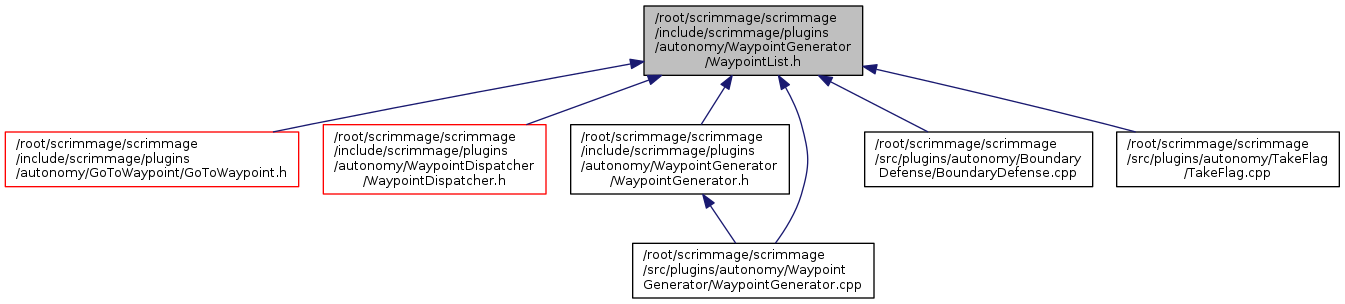 /root/scrimmage/scrimmage
/include/scrimmage/plugins
/autonomy/WaypointGenerator
/WaypointList.h
/root/scrimmage/scrimmage
/include/scrimmage/plugins
/autonomy/GoToWaypoint/GoToWaypoint.h
/root/scrimmage/scrimmage
/include/scrimmage/plugins
/autonomy/WaypointDispatcher
/WaypointDispatcher.h
/root/scrimmage/scrimmage
/include/scrimmage/plugins
/autonomy/WaypointGenerator
/WaypointGenerator.h
/root/scrimmage/scrimmage
/src/plugins/autonomy/Boundary
Defense/BoundaryDefense.cpp
/root/scrimmage/scrimmage
/src/plugins/autonomy/TakeFlag
/TakeFlag.cpp
/root/scrimmage/scrimmage
/src/plugins/autonomy/Waypoint
Generator/WaypointGenerator.cpp